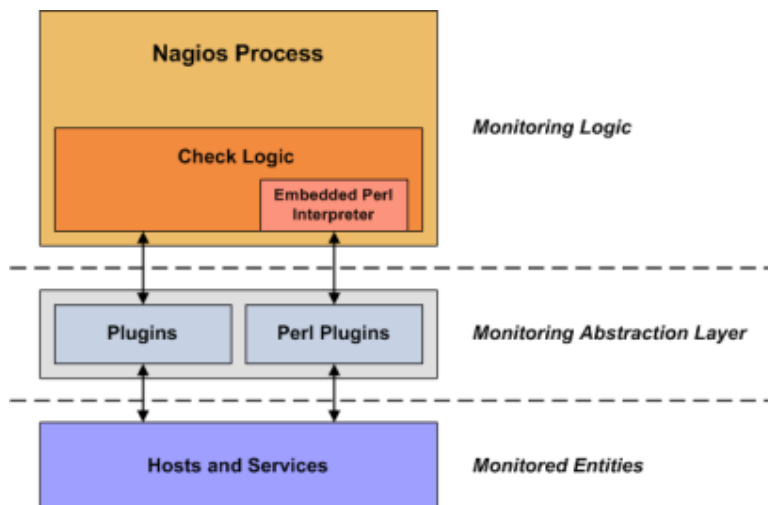 Nagios Process
Monitoring Logic
Check Logic
Embedded Perl
Interpreter
Plugins
Perl Plugins
Monitoring Abstraction Layer
Hosts and Services
Monitored Entities